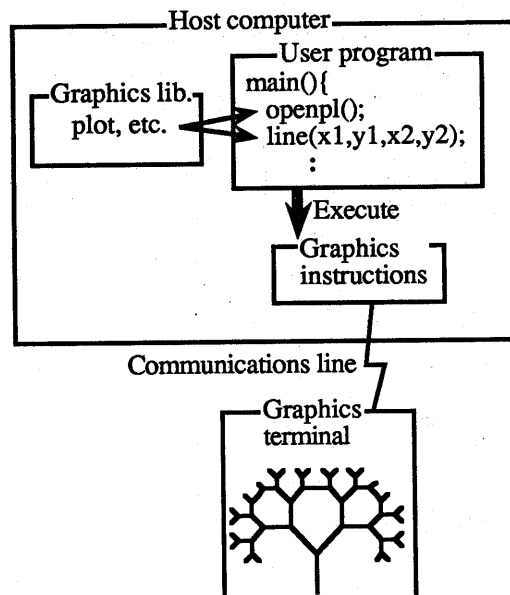 Host computer
User program
main(){
openpl();
line(x1,y1,x2,y2);
:
Graphics lib.
plot, etc.
Execute
Graphics
instructions
Communications line
Graphics
terminal